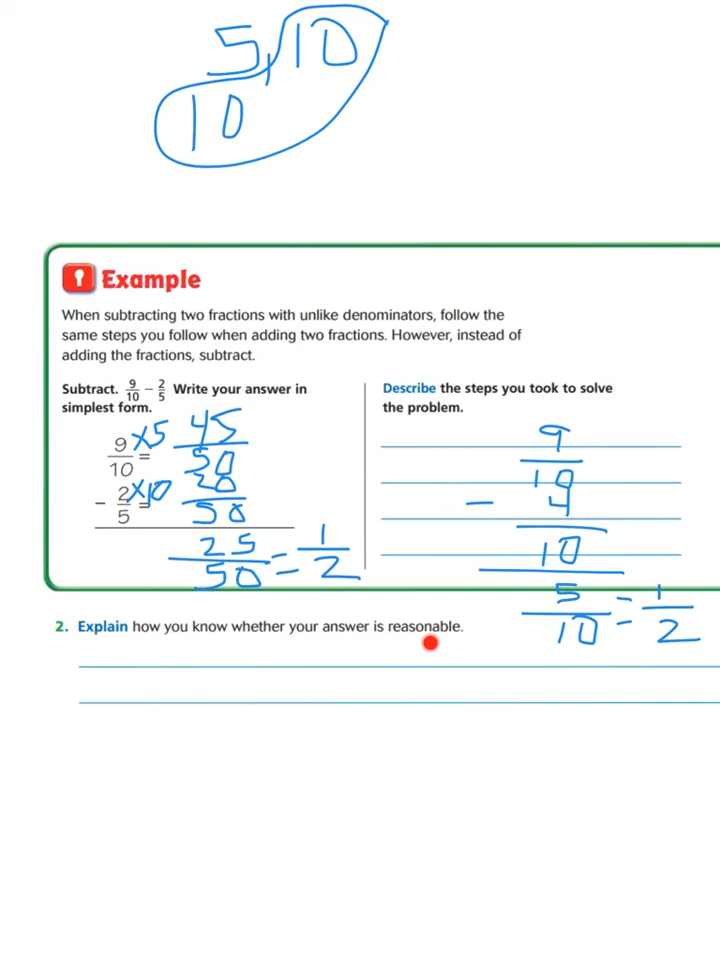 5, 10
10
Example
When subtracting two fractions with unlike denominators, follow the
same steps you follow when adding two fractions. However, instead of
adding the fractions, subtract.
Subtract. 9/10 − 2/5 Write your answer in
simplest form.
9/10 ×5 = 45/50
- 2/5 ×10 = 20/50
25/50 = 1/2
Describe the steps you took to solve
the problem.
9/10
- 4/10
5/10 = 1/2
2. Explain how you know whether your answer is reasonable.